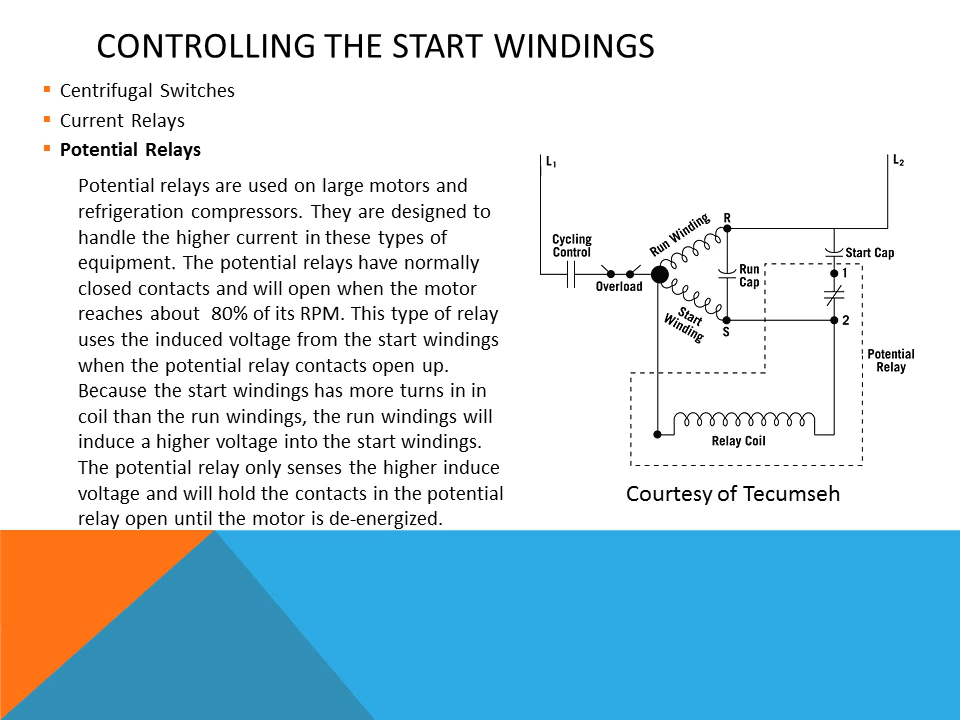 CONTROLLING THE START WINDINGS
▪ Centrifugal Switches
▪ Current Relays
▪ Potential Relays
Potential relays are used on large motors and
refrigeration compressors. They are designed to
handle the higher current in these types of
equipment. The potential relays have normally
closed contacts and will open when the motor
reaches about  80% of its RPM. This type of relay
uses the induced voltage from the start windings
when the potential relay contacts open up.
Because the start windings has more turns in in
coil than the run windings, the run windings will
induce a higher voltage into the start windings.
The potential relay only senses the higher induce
voltage and will hold the contacts in the potential
relay open until the motor is de-energized.
L1
L2
R
Run Winding
Cycling
Control
Start Cap
Run
Cap
1
Overload
Start
Winding
S
2
Potential
Relay
Relay Coil
Courtesy of Tecumseh